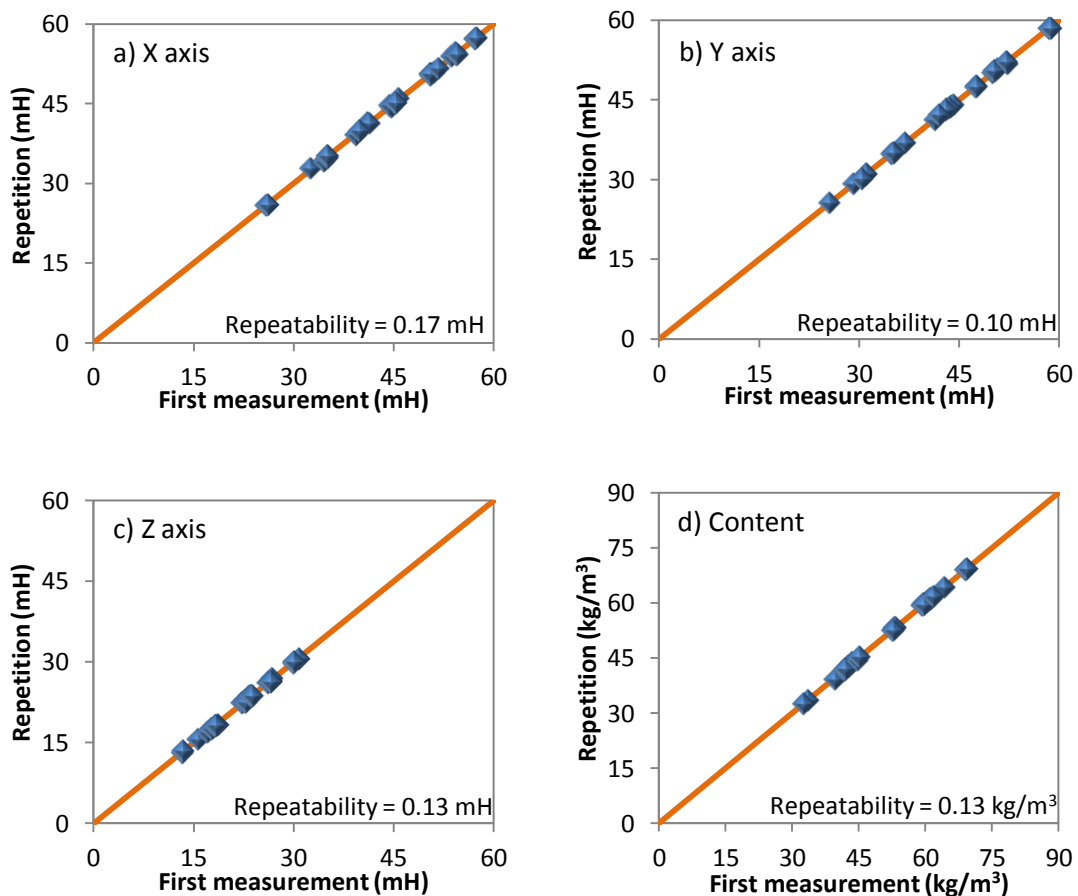 a) X axis
Repetition (mH)
60
45
30
15
0
Repeatability = 0.17 mH
0 15 30 45 60
First measurement (mH)
b) Y axis
Repetition (mH)
60
45
30
15
0
Repeatability = 0.10 mH
0 15 30 45 60
First measurement (mH)
c) Z axis
Repetition (mH)
60
45
30
15
0
Repeatability = 0.13 mH
0 15 30 45 60
First measurement (mH)
d) Content
Repetition (kg/m³)
90
75
60
45
30
15
0
Repeatability = 0.13 kg/m³
0 15 30 45 60 75 90
First measurement (kg/m³)